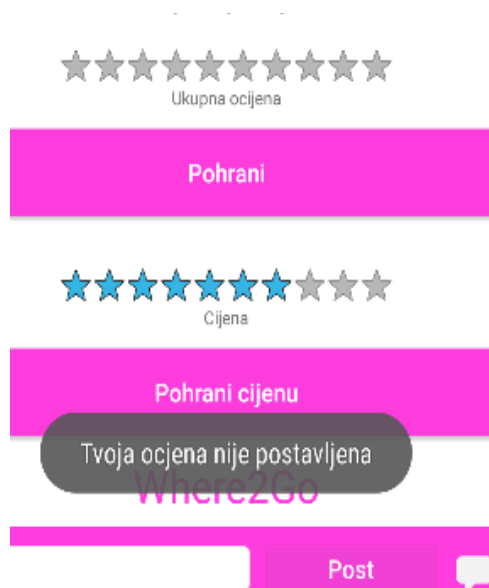 Ukupna ocijena
Pohrani
Cijena
Pohrani cijenu
Tvoja ocjena nije postavljena
Where2Go
Post